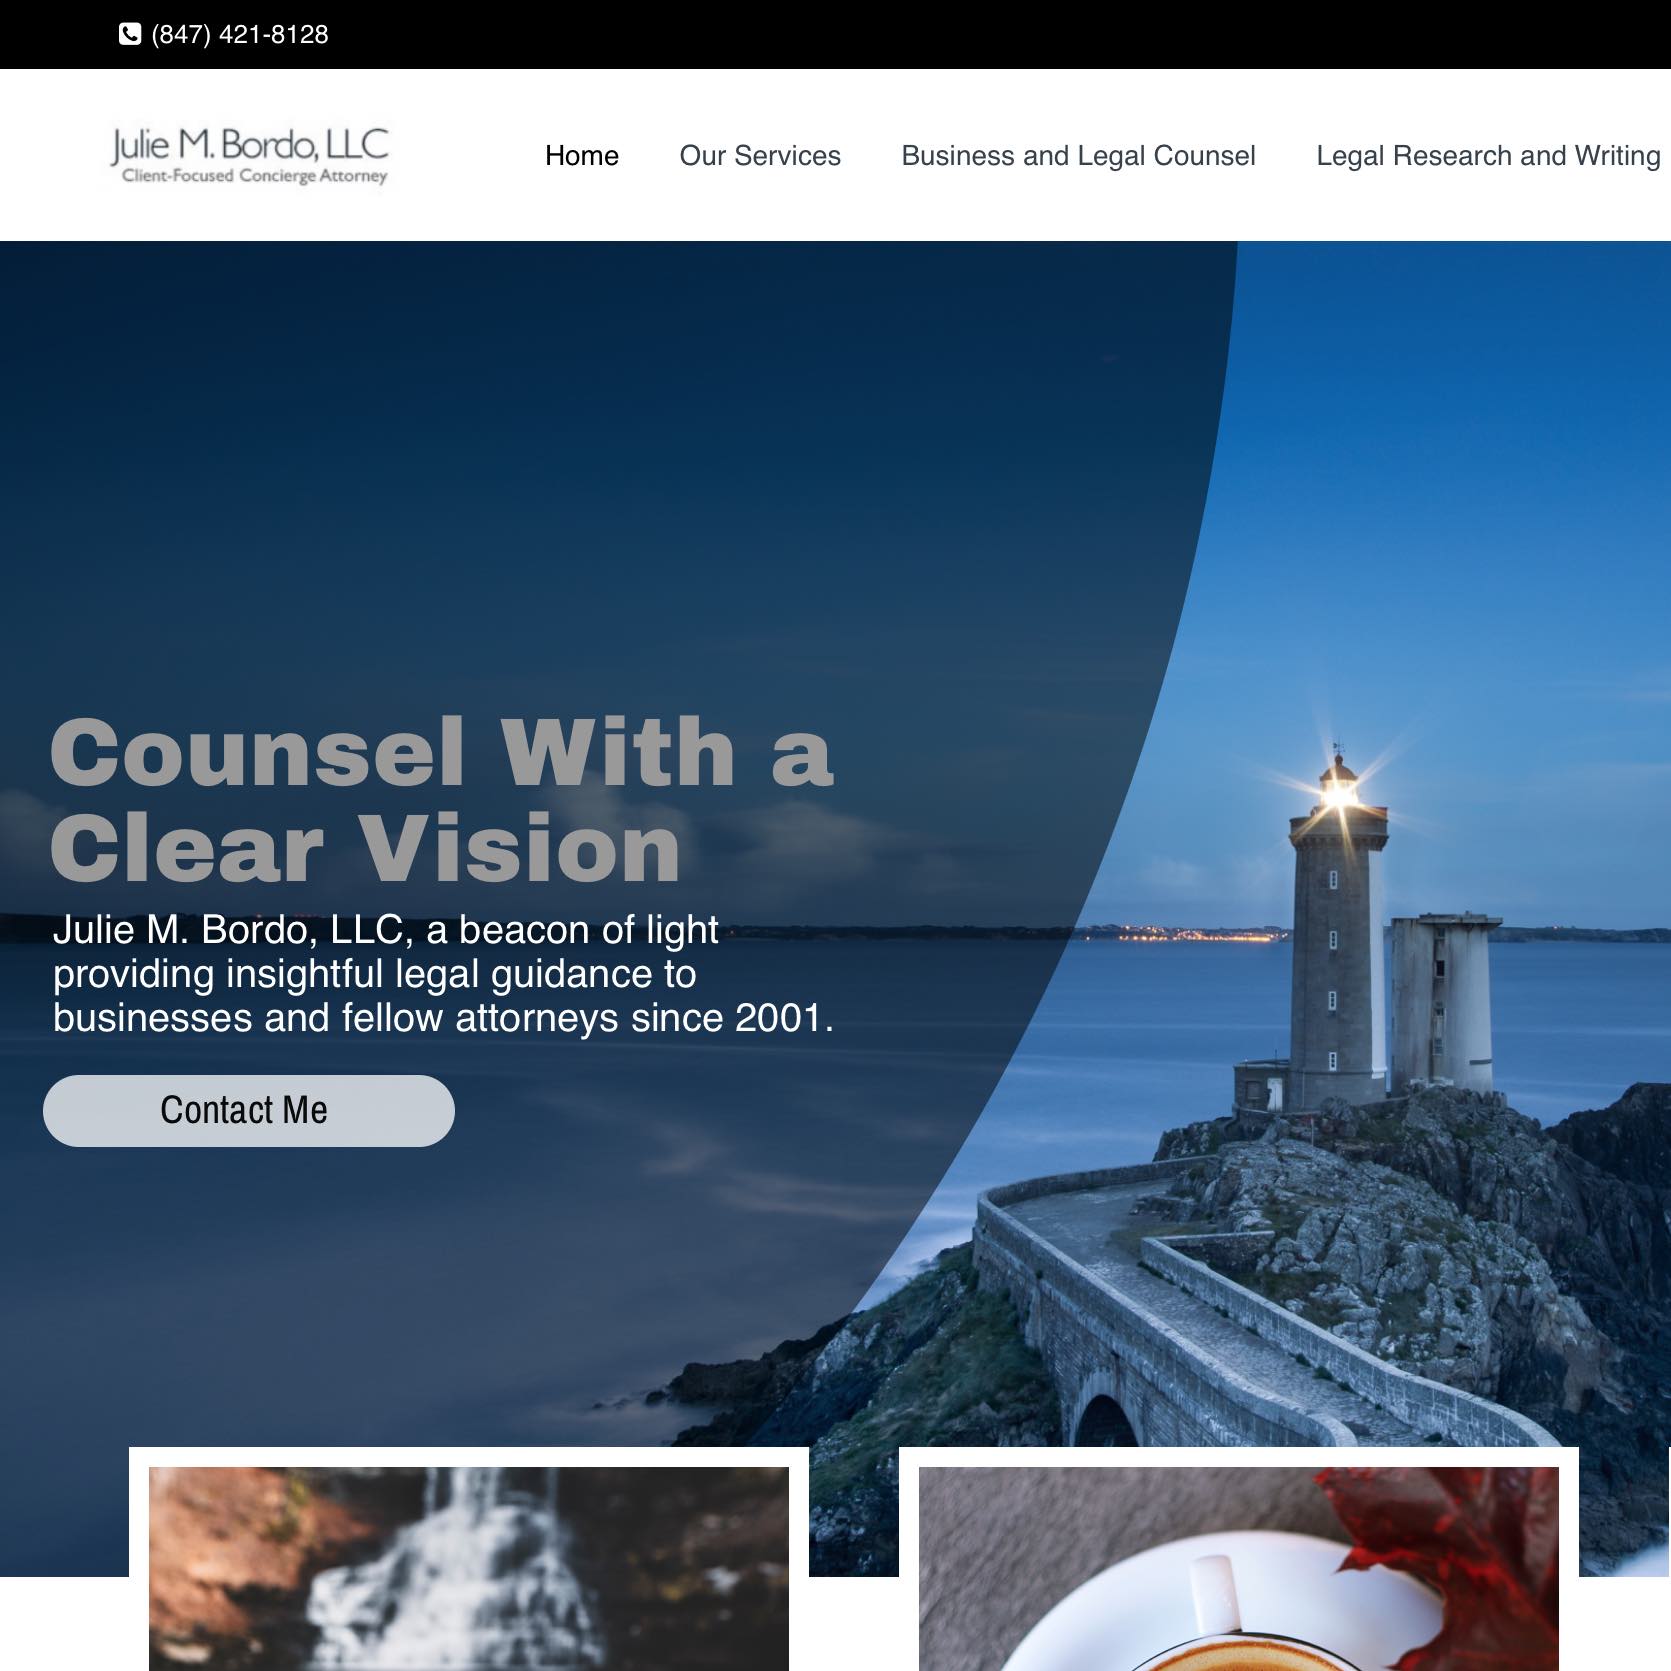 (847) 421-8128
Julie M. Bordo, LLC
Client-Focused Concierge Attorney
Home
Our Services
Business and Legal Counsel
Legal Research and Writing
Counsel With a
Clear Vision
Julie M. Bordo, LLC, a beacon of light
providing insightful legal guidance to
businesses and fellow attorneys since 2001.
Contact Me